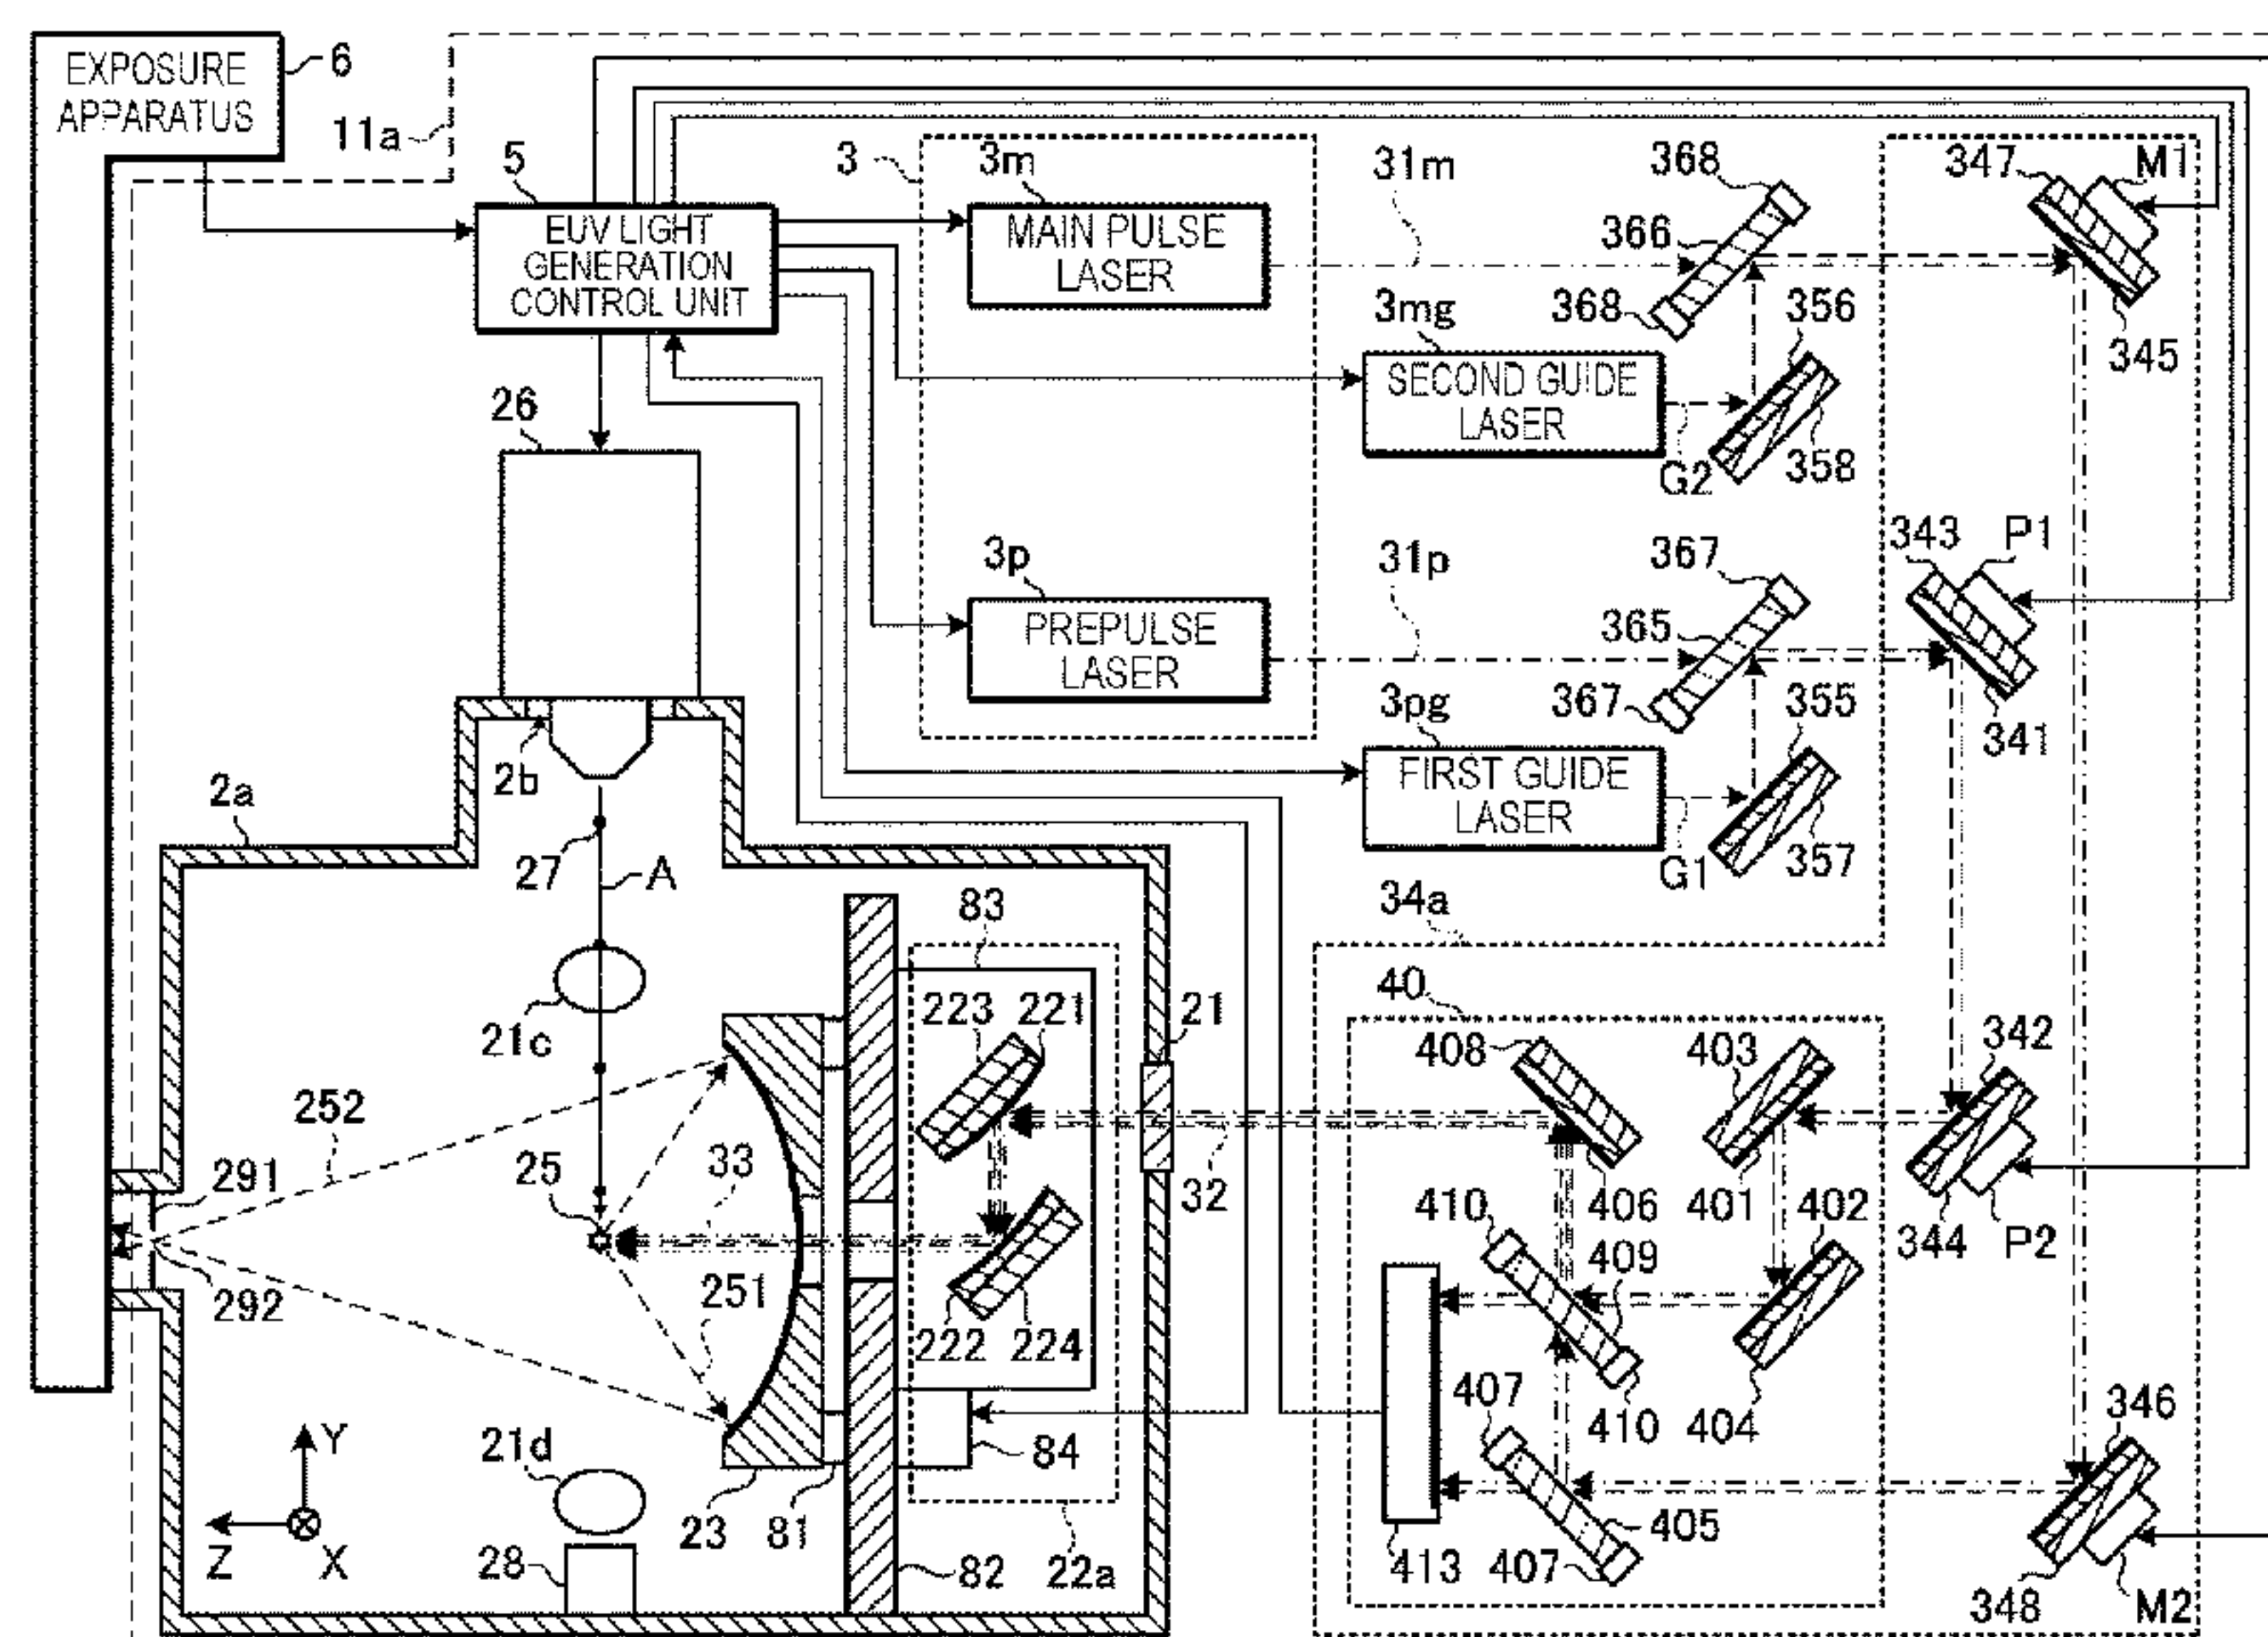 EXPOSURE
APPARATUS
6
11a
5
EUV LIGHT
GENERATION
CONTROL UNIT
3
3m
MAIN PULSE
LASER
31m
368
366
368
347
M1
345
3mg
SECOND GUIDE
LASER
G2
356
358
26
3p
PREPULSE
LASER
31p
367
365
367
343
P1
341
3pg
FIRST GUIDE
LASER
G1
355
357
2a
2b
27
A
34a
83
21c
223
221
21
40
408
403
342
252
291
25
33
32
410
406
401
402
344
P2
292
251
222
224
409
407
410
404
346
21d
84
Y
Z
X
28
23
81
82
22a
413
407
405
348
M2